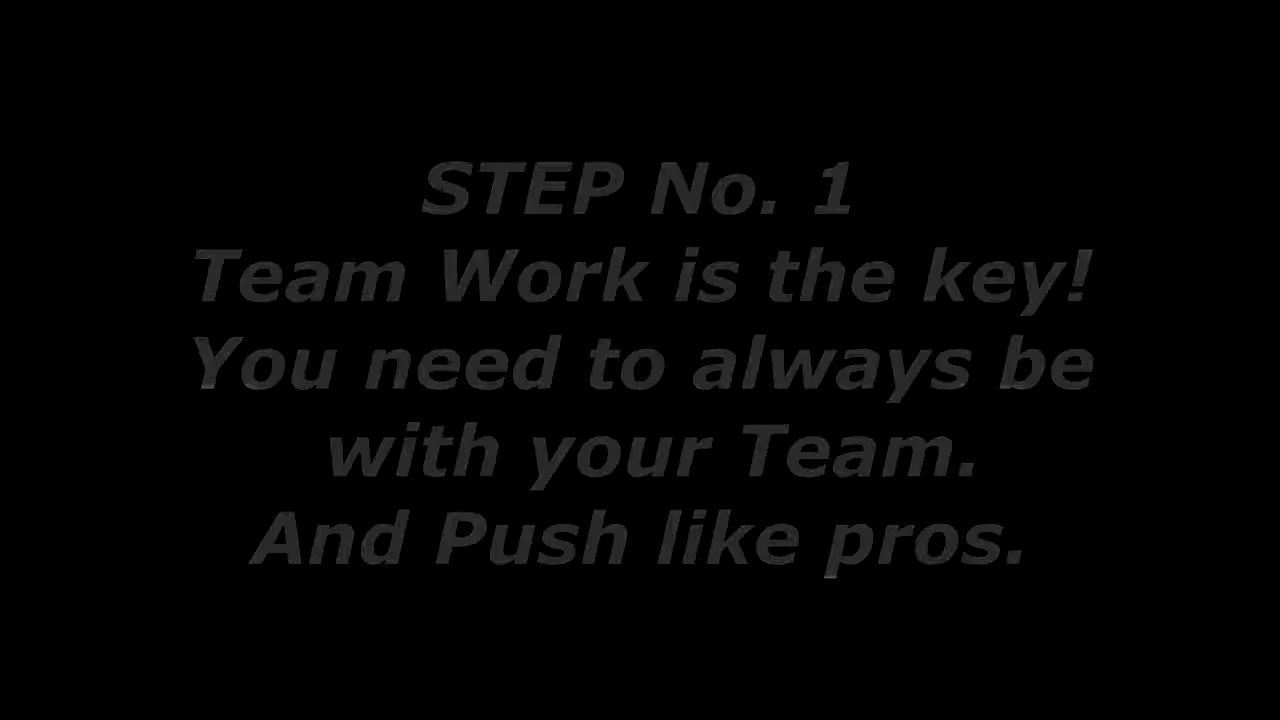 STEP No. 1
Team Work is the key!
You need to always be
with your Team.
And Push like pros.